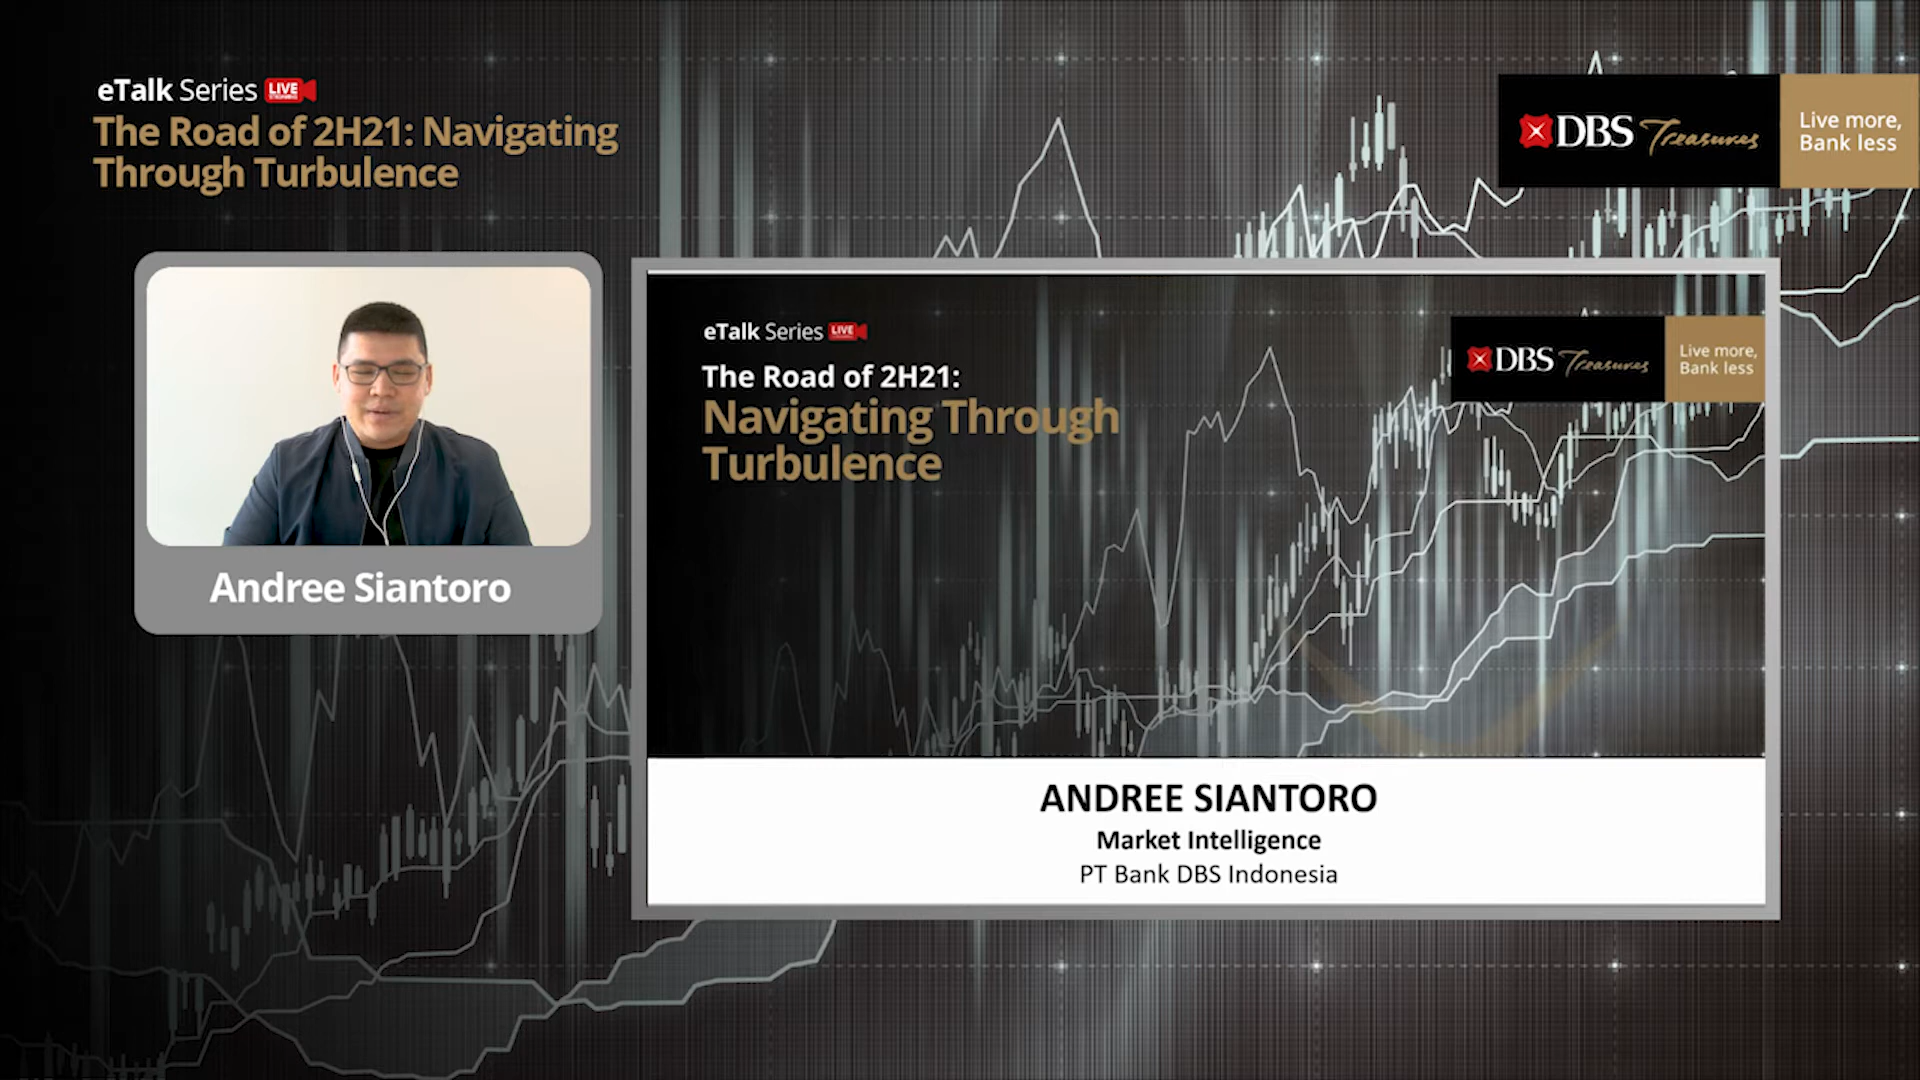 eTalk Series LIVE
The Road of 2H21: Navigating
Through Turbulence
DBS Treasures
Live more,
Bank less
Andree Siantoro
eTalk Series LIVE
The Road of 2H21:
Navigating Through
Turbulence
DBS Treasures
Live more,
Bank less
ANDREE SIANTORO
Market Intelligence
PT Bank DBS Indonesia